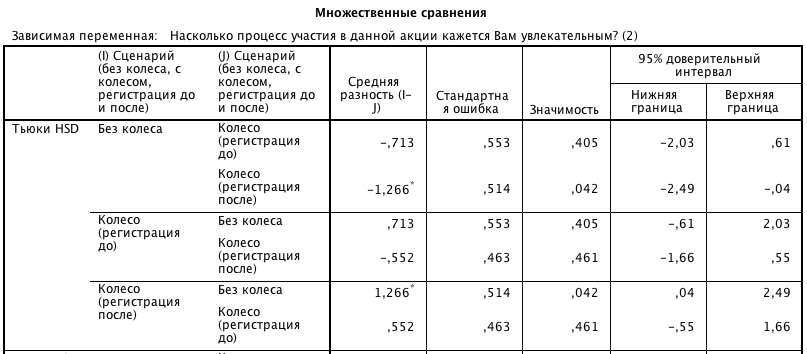 Множественные сравнения
Зависимая переменная: Насколько процесс участия в данной акции кажется Вам увлекательным? (2)
(I) Сценарий (без колеса, с колесом, регистрация до и после) (J) Сценарий (без колеса, с колесом, регистрация до и после) Средняя разность (I-J) Стандартная ошибка Значимость 95% доверительный интервал
Нижняя граница Верхняя граница
Тьюки HSD Без колеса Колесо (регистрация до) -,713 ,553 ,405 -2,03 ,61
Колесо (регистрация после) -1,266* ,514 ,042 -2,49 -,04
Колесо (регистрация до) Без колеса ,713 ,553 ,405 -,61 2,03
Колесо (регистрация после) -,552 ,463 ,461 -1,66 ,55
Колесо (регистрация после) Без колеса 1,266* ,514 ,042 ,04 2,49
Колесо (регистрация до) ,552 ,463 ,461 -,55 1,66